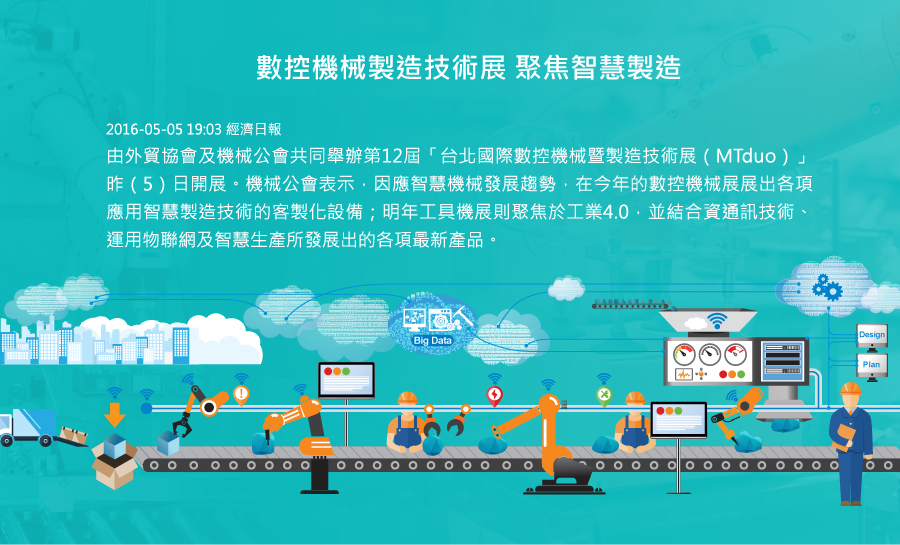 數控機械製造技術展 聚焦智慧製造
2016-05-05 19:03 經濟日報
由外貿協會及機械公會共同舉辦第12屆「台北國際數控機械暨製造技術展（MTduo）」
昨（5）日開展。機械公會表示，因應智慧機械發展趨勢，在今年的數控機械展展出各項
應用智慧製造技術的客製化設備；明年工具機展則聚焦於工業4.0，並結合資通訊技術、
運用物聯網及智慧生產所發展出的各項最新產品。
Big Data
Design
Plan